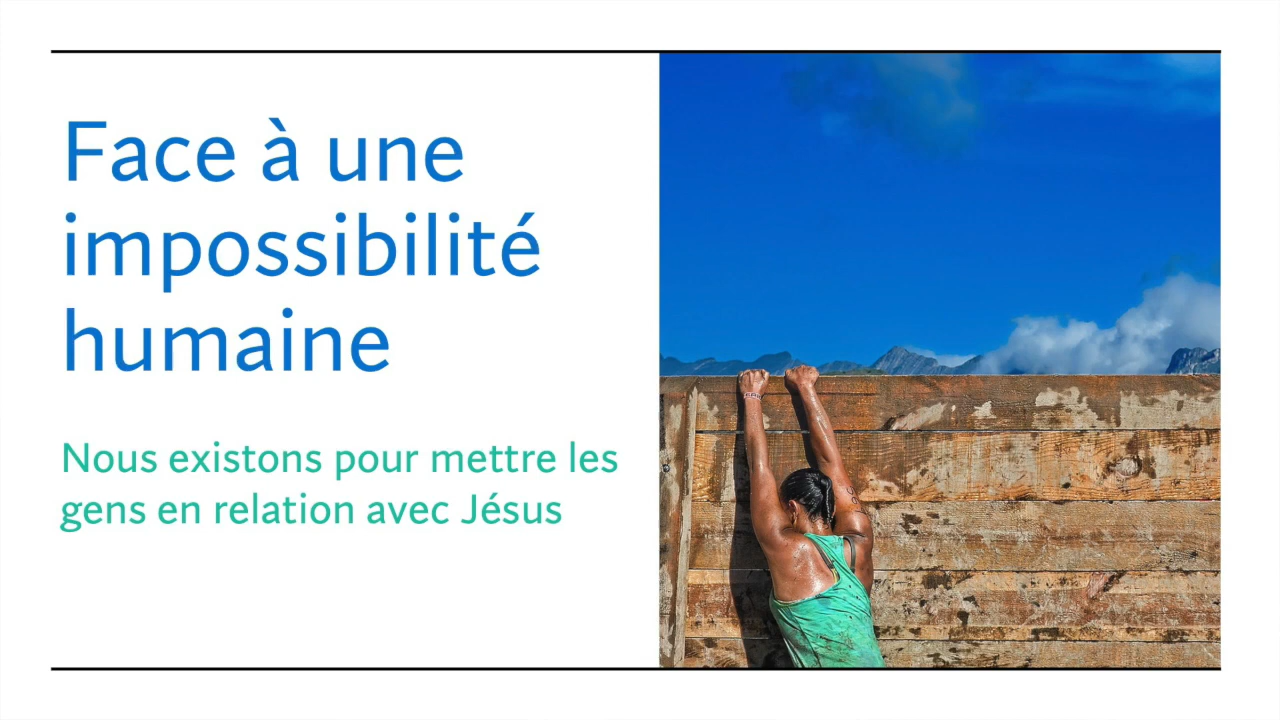 Face à une
impossibilité
humaine
Nous existons pour mettre les
gens en relation avec Jésus